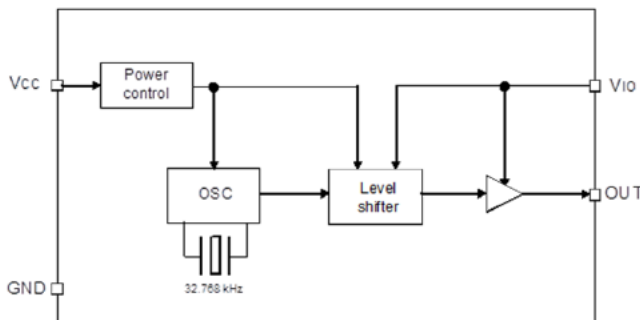 Vcc
Power
control
VIO
OSC
Level
shifter
OUT
32.768 kHz
GND